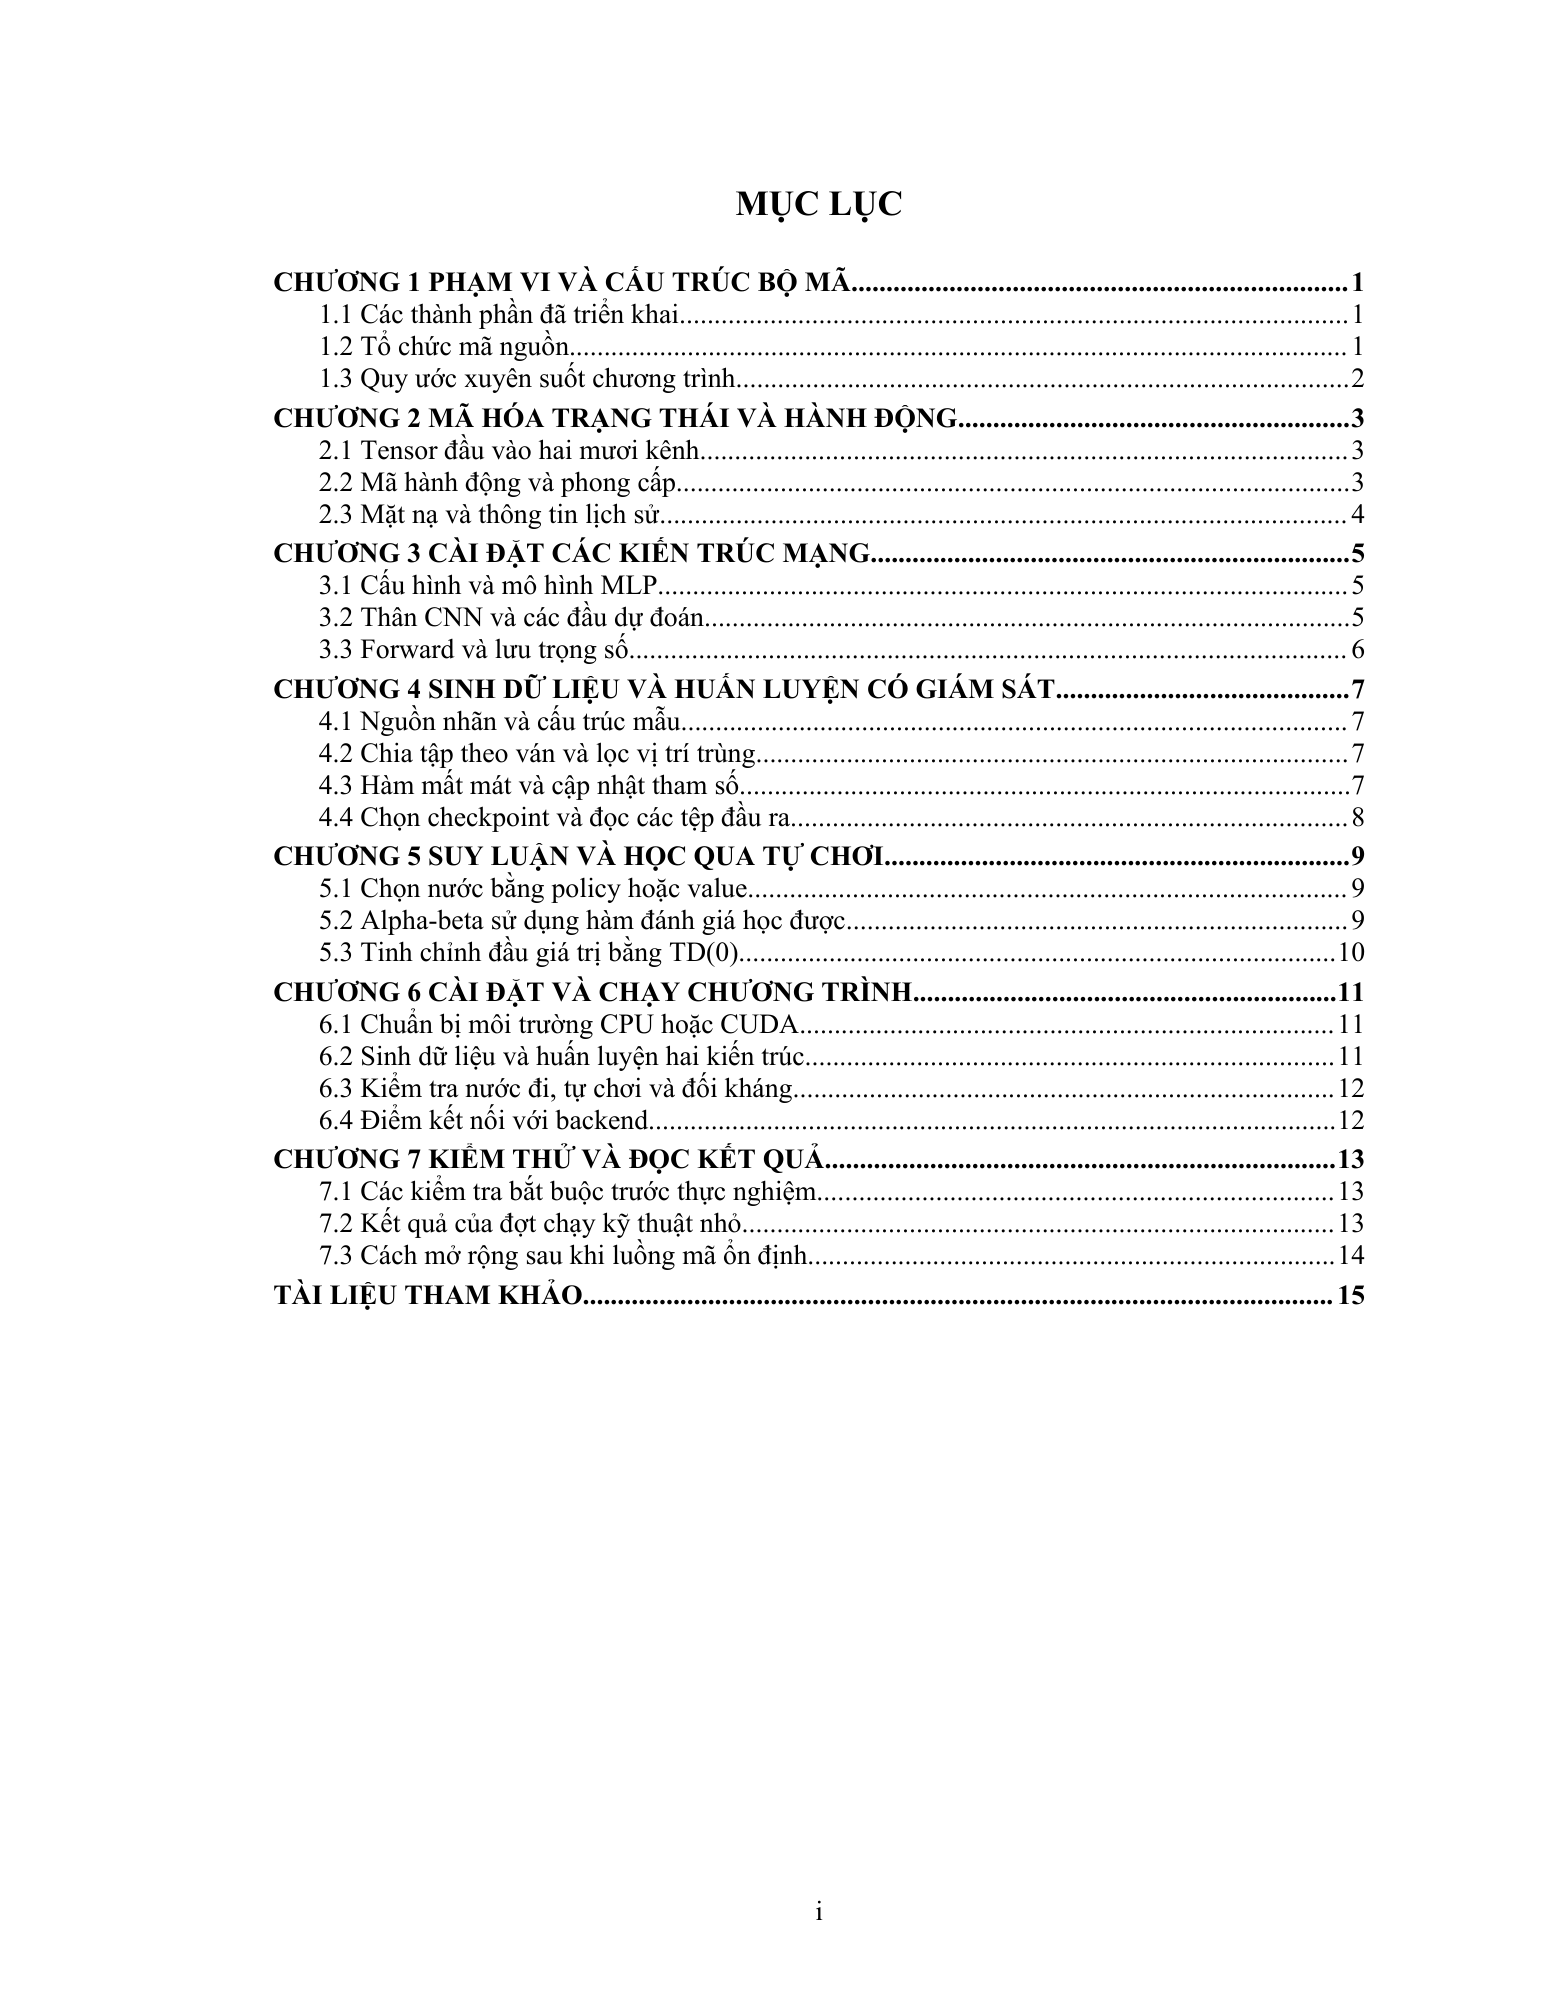 MỤC LỤC
CHƯƠNG 1 PHẠM VI VÀ CẤU TRÚC BỘ MÃ 1
1.1 Các thành phần đã triển khai 1
1.2 Tổ chức mã nguồn 1
1.3 Quy ước xuyên suốt chương trình 2
CHƯƠNG 2 MÃ HÓA TRẠNG THÁI VÀ HÀNH ĐỘNG 3
2.1 Tensor đầu vào hai mươi kênh 3
2.2 Mã hành động và phong cấp 3
2.3 Mặt nạ và thông tin lịch sử 4
CHƯƠNG 3 CÀI ĐẶT CÁC KIẾN TRÚC MẠNG 5
3.1 Cấu hình và mô hình MLP 5
3.2 Thân CNN và các đầu dự đoán 5
3.3 Forward và lưu trọng số 6
CHƯƠNG 4 SINH DỮ LIỆU VÀ HUẤN LUYỆN CÓ GIÁM SÁT 7
4.1 Nguồn nhãn và cấu trúc mẫu 7
4.2 Chia tập theo ván và lọc vị trí trùng 7
4.3 Hàm mất mát và cập nhật tham số 7
4.4 Chọn checkpoint và đọc các tệp đầu ra 8
CHƯƠNG 5 SUY LUẬN VÀ HỌC QUA TỰ CHƠI 9
5.1 Chọn nước bằng policy hoặc value 9
5.2 Alpha-beta sử dụng hàm đánh giá học được 9
5.3 Tinh chỉnh đầu giá trị bằng TD(0) 10
CHƯƠNG 6 CÀI ĐẶT VÀ CHẠY CHƯƠNG TRÌNH 11
6.1 Chuẩn bị môi trường CPU hoặc CUDA 11
6.2 Sinh dữ liệu và huấn luyện hai kiến trúc 11
6.3 Kiểm tra nước đi, tự chơi và đối kháng 12
6.4 Điểm kết nối với backend 12
CHƯƠNG 7 KIỂM THỬ VÀ ĐỌC KẾT QUẢ 13
7.1 Các kiểm tra bắt buộc trước thực nghiệm 13
7.2 Kết quả của đợt chạy kỹ thuật nhỏ 13
7.3 Cách mở rộng sau khi luồng mã ổn định 14
TÀI LIỆU THAM KHẢO 15
i